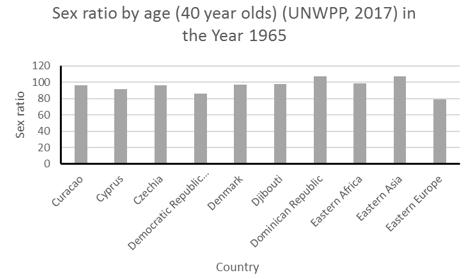 Sex ratio by age (40 year olds) (UNWPP, 2017) in
the Year 1965
120
100
80
60
40
20
0
Sex ratio
Curacao
Cyprus
Czechia
Democratic Republic...
Denmark
Djibouti
Dominican Republic
Eastern Africa
Eastern Asia
Eastern Europe
Country